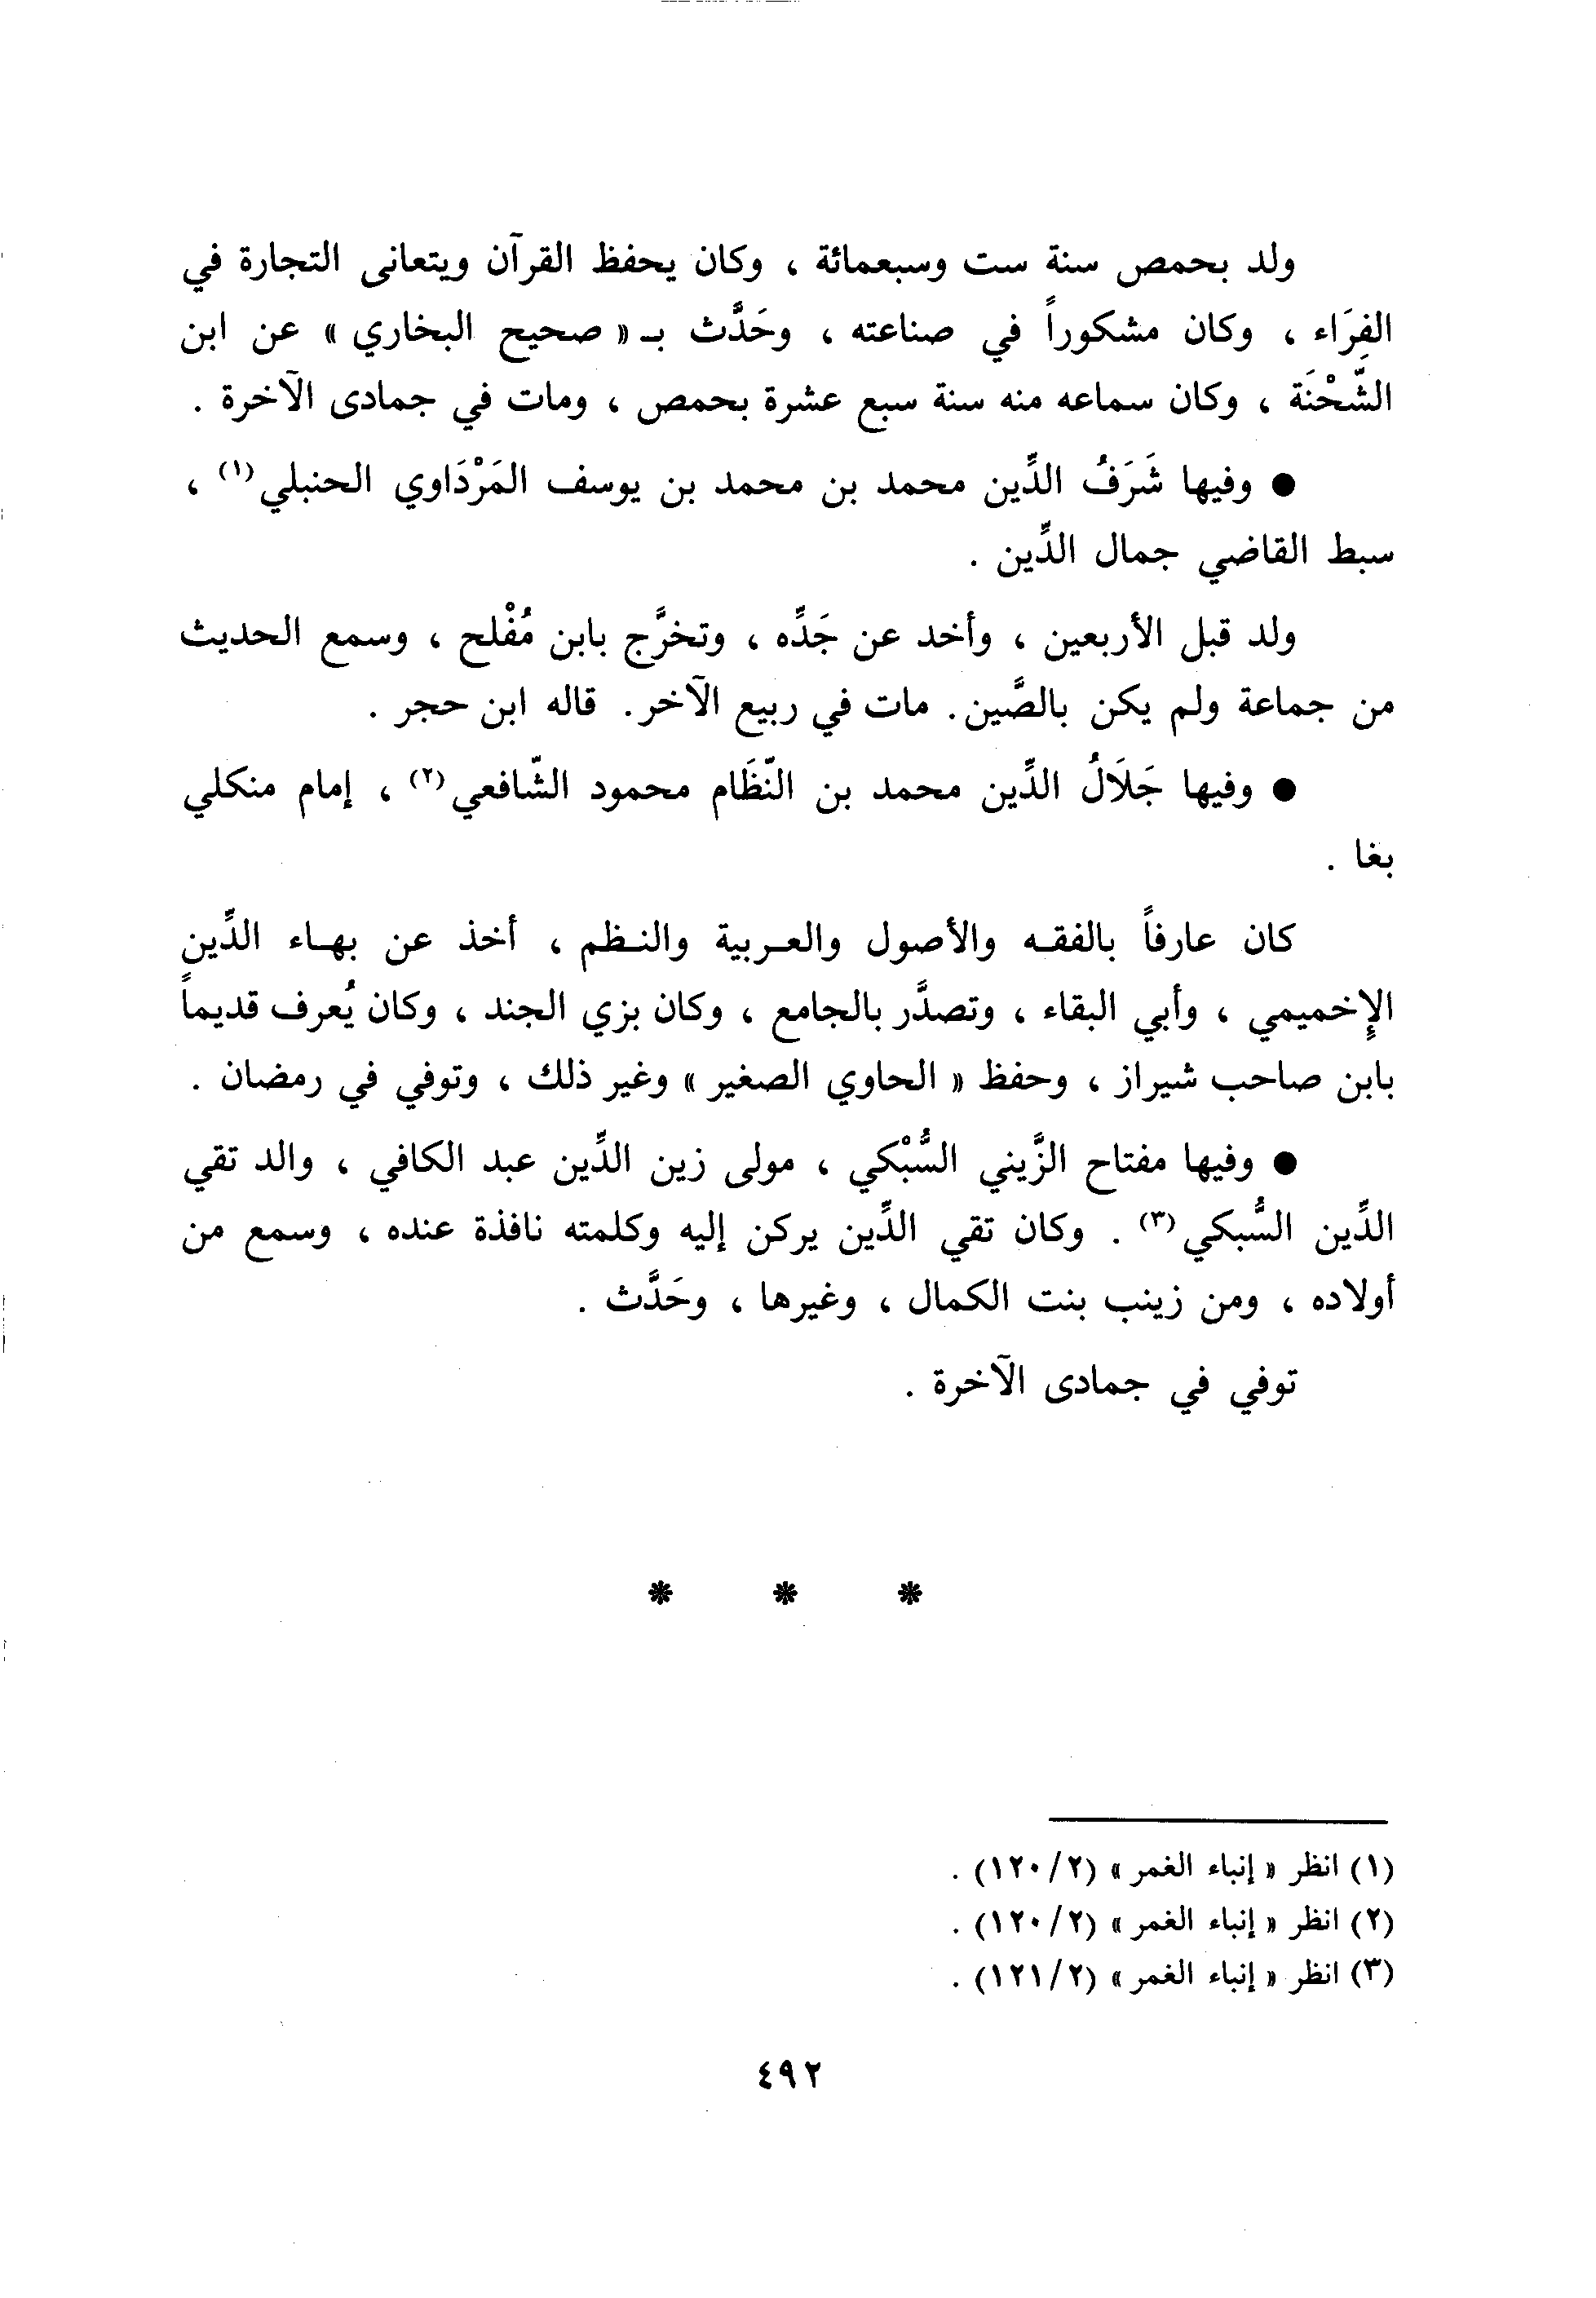 ولد بحمص سنة ست وسبعمائة ، وكان يحفظ القرآن ويتعانى التجارة في
الفِرَاء ، وكان مشكوراً في صناعته ، وحَدَّث بـ « صحيح البخاري » عن ابن
الشِّحْنَة ، وكان سماعه منه سنة سبع عشرة بحمص ، ومات في جمادى الآخرة .
● وفيها شَرَفُ الدِّين محمد بن محمد بن يوسف المَرْدَاوي الحنبلي (١) ،
سبط القاضي جمال الدِّين .
ولد قبل الأربعين ، وأخد عن جَدِّه ، وتخرَّج بابن مُفْلح ، وسمع الحديث
من جماعة ولم يكن بالصَّين . مات في ربيع الآخر . قاله ابن حجر .
● وفيها جَلَالُ الدِّين محمد بن النّظَام محمود الشّافعي (٢) ، إمام منكلي
بغا .
كان عارفاً بالفقـه والأصول والعـربية والنـظم ، أخذ عن بهـاء الدِّين
الإخميمي ، وأبي البقاء ، وتصدَّر بالجامع ، وكان بزي الجند ، وكان يُعرف قديماً
بابن صاحب شيراز ، وحفظ « الحاوي الصغير » وغير ذلك ، وتوفي في رمضان .
● وفيها مفتاح الزَّيني السُّبْكي ، مولى زين الدِّين عبد الكافي ، والد تقي
الدِّين السُّبكي (٣) . وكان تقي الدِّين يركن إليه وكلمته نافذة عنده ، وسمع من
أولاده ، ومن زينب بنت الكمال ، وغيرها ، وحَدَّث .
توفي في جمادى الآخرة .
* * *
(١) انظر « إنباء الغمر » (١٢٠/٢) .
(٢) انظر « إنباء الغمر » (١٢٠/٢) .
(٣) انظر « إنباء الغمر » (١٢١/٢) .
٤٩٢